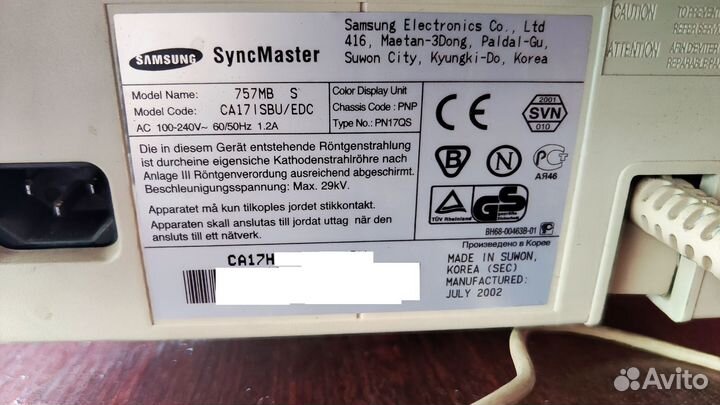 Samsung Electronics Co., Ltd
416, Maetan-3Dong, Paldal-Gu,
Suwon City, Kyungki-Do, Korea
SAMSUNG SyncMaster
Model Name: 757MB S
Model Code: CA17ISBU/EDC
AC 100-240V~ 60/50Hz 1.2A
Color Display Unit
Chassis Code : PNP
Type No.: PN17QS
2001
SVN
010
Die in diesem Gerät entstehende Röntgenstrahlung
ist durcheine eigensiche Kathodenstrahlröhre nach
Anlage III Röntgenverordung ausreichend abgeschirmt.
Beschleunigungsspannung: Max. 29kV.
B
АЯ46
Apparatet må kun tilkoples jordet stikkontakt.
Apparaten skall anslutas till jordat uttag när den
ansluts till ett nätverk.
TÜV Rheinland
GS
BH68-00463B-01
Произведено в Корее
CA17H
MADE IN SUWON,
KOREA (SEC)
MANUFACTURED:
JULY 2002
CAUTION
TO PREVENT
REFER SERVI
ATTENTION
Avito